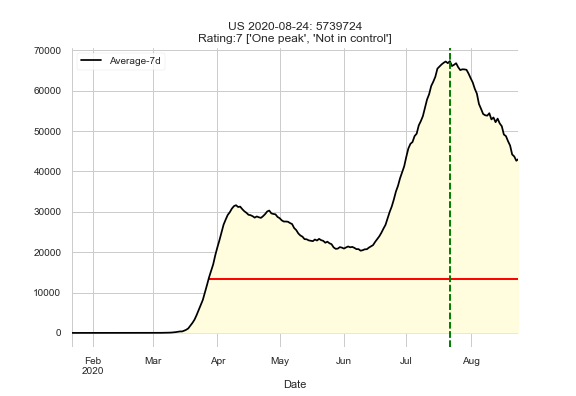 US 2020-08-24: 5739724
Rating:7 ['One peak', 'Not in control']
70000
Average-7d
60000
50000
40000
30000
20000
10000
0
Feb Mar Apr May Jun Jul Aug
2020
Date